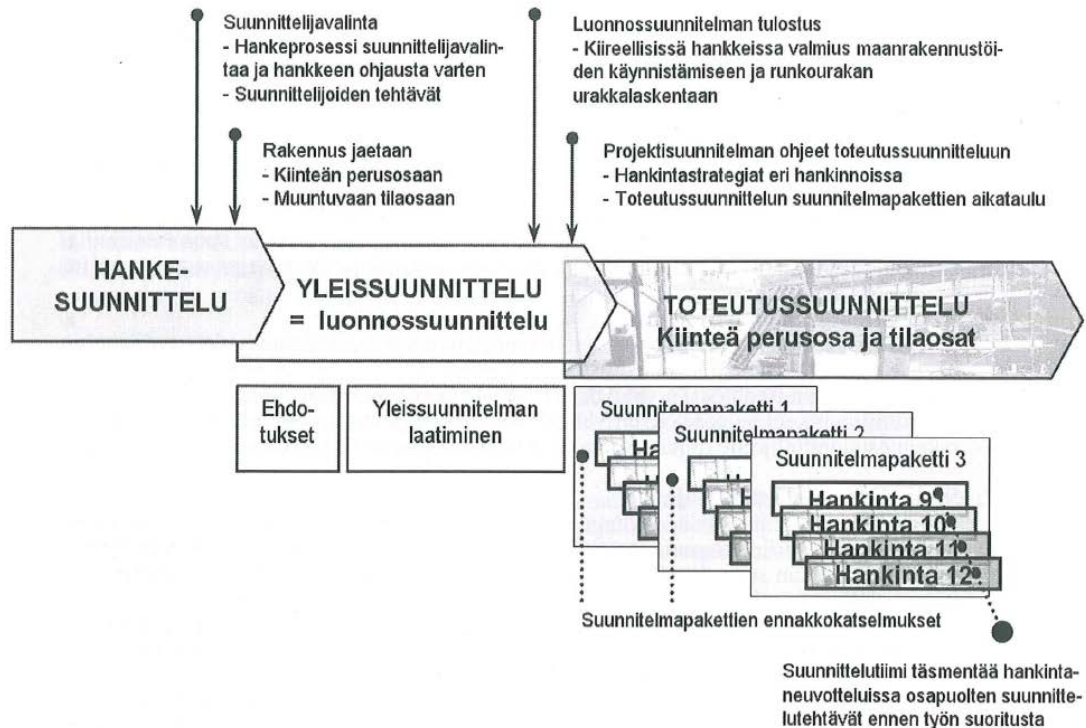 Suunnittelijavalinta
- Hankeprosessi suunnittelijavalin-
taa ja hankkeen ohjausta varten
- Suunnittelijoiden tehtävät
Luonnossuunnitelman tulostus
- Kiireellisissä hankkeissa valmius maanrakennustöi-
den käynnistämiseen ja runkourakan
urakkalaskentaan
Rakennus jaetaan
- Kiinteän perusosaan
- Muuntuvaan tilaosaan
Projektisuunnitelman ohjeet toteutussuunnitteluun
- Hankintastrategiat eri hankinnoissa
- Toteutussuunnittelun suunnitelmapakettien aikataulu
HANKE-
SUUNNITTELU
YLEISSUUNNITTELU
= luonnossuunnittelu
TOTEUTUSSUUNNITTELU
Kiinteä perusosa ja tilaosat
Ehdo-
tukset
Yleissuunnitelman
laatiminen
Suunnitelmapaketti 1
Ha
Suunnitelmapaketti 2
Suunnitelmapaketti 3
Hankinta 9
Hankinta 10
Hankinta 11
Hankinta 12
Suunnitelmapakettien ennakkokatselmukset
Suunnittelutiimi täsmentää hankinta-
neuvotteluissa osapuolten suunnitte-
lutehtävät ennen työn suoritusta